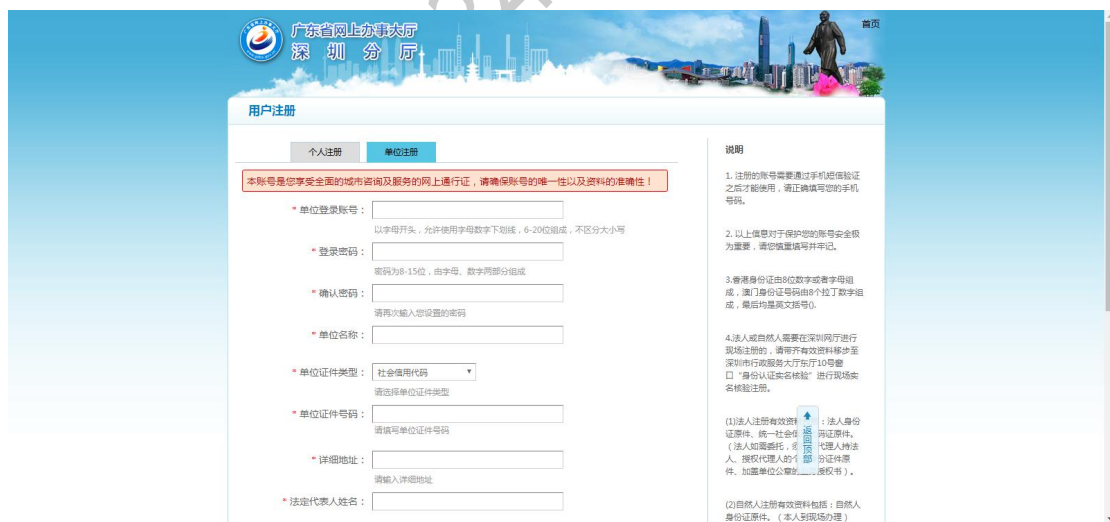 首页
广东省网上办事大厅
深 圳 分 厅
用户注册
个人注册
单位注册
本账号是您享受全面的城市咨询及服务的网上通行证，请确保账号的唯一性以及资料的准确性！
* 单位登录账号：
以字母开头，允许使用字母数字下划线，6-20位组成，不区分大小写
* 登录密码：
密码为8-15位，由字母、数字两部分组成
* 确认密码：
请再次输入您设置的密码
* 单位名称：
* 单位证件类型：
社会信用代码
请选择单位证件类型
* 单位证件号码：
请填写单位证件号码
* 详细地址：
请输入详细地址
* 法定代表人姓名：
说明
1. 注册的账号需要通过手机短信验证
之后才能使用，请正确填写您的手机
号码。
2. 以上信息对于保护您的账号安全极
为重要，请您慎重填写并牢记。
3.香港身份证由8位数字或者字母组
成，澳门身份证号码由8个拉丁数字组
成，最后均是英文括号().
4.法人或自然人需要在深圳网厅进行
现场注册的，请带齐有效资料移步至
深圳市行政服务大厅东厅10号窗
口“身份认证实名核验”进行现场实
名核验注册。
(1)法人注册有效资 ：法人身份
证原件、统一社会 码证原件。
（法人如需委托， 代理人持法
人、授权代理人的 份证件原
件、加盖单位公章的 授权书）。
返回顶部
(2)自然人注册有效资料包括：自然人
身份证原件。（本人到现场办理）